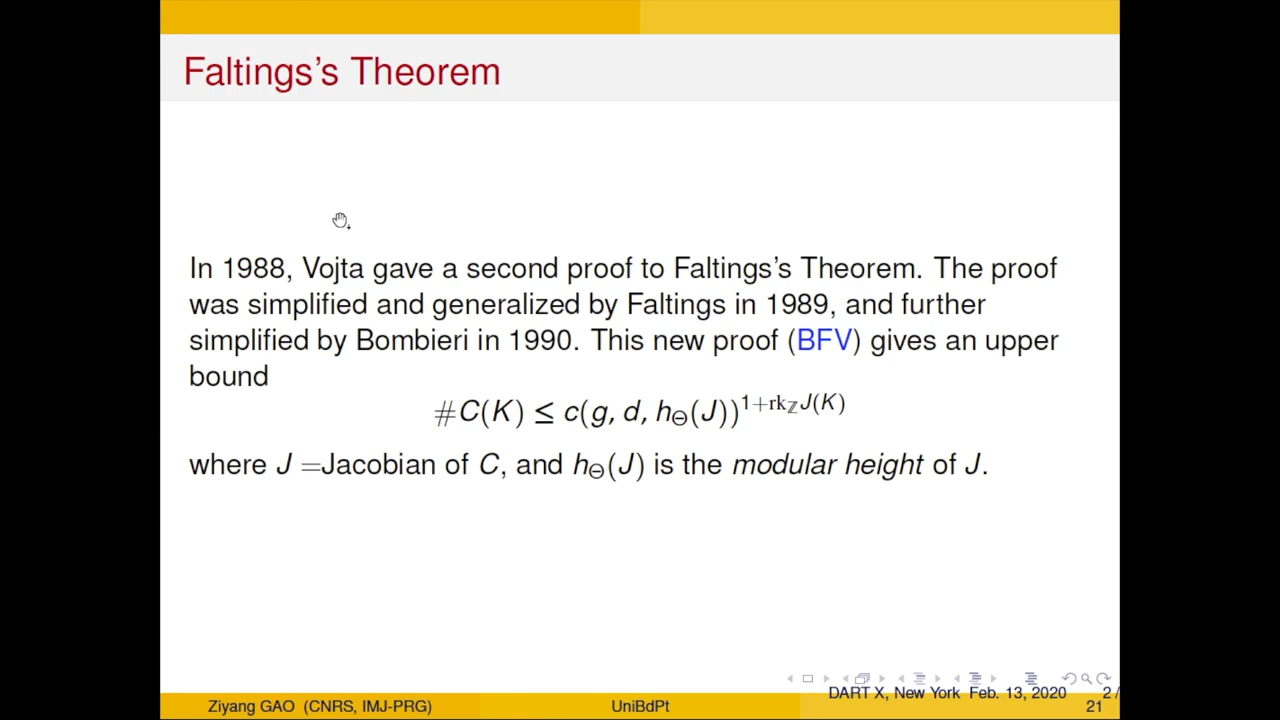 Faltings's Theorem
In 1988, Vojta gave a second proof to Faltings's Theorem. The proof
was simplified and generalized by Faltings in 1989, and further
simplified by Bombieri in 1990. This new proof (BFV) gives an upper
bound
#C(K) ≤ c(g, d, h_Θ(J))^{1+rk_ℤ J(K)}
where J =Jacobian of C, and h_Θ(J) is the modular height of J.
Ziyang GAO (CNRS, IMJ-PRG) UniBdPt DART X, New York Feb. 13, 2020 2/
21